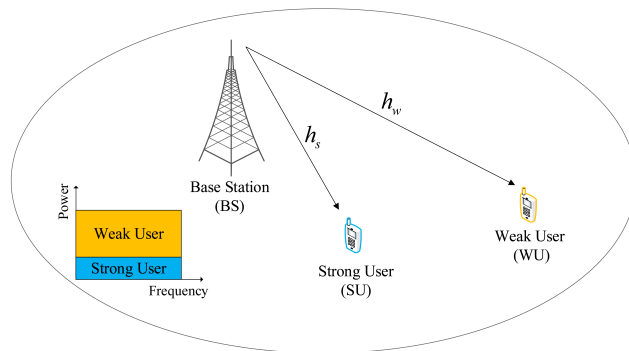 h_w
h_s
Base Station
(BS)
Power
Weak User
Strong User
Frequency
Strong User
(SU)
Weak User
(WU)